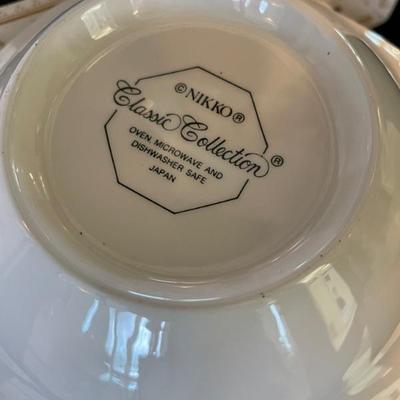 © NIKKO ®
Classic Collection ®
OVEN, MICROWAVE AND
DISHWASHER SAFE
JAPAN